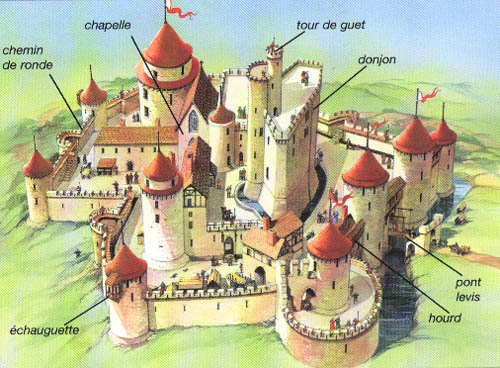 chapelle
tour de guet
chemin
de ronde
donjon
pont
levis
hourd
échauguette